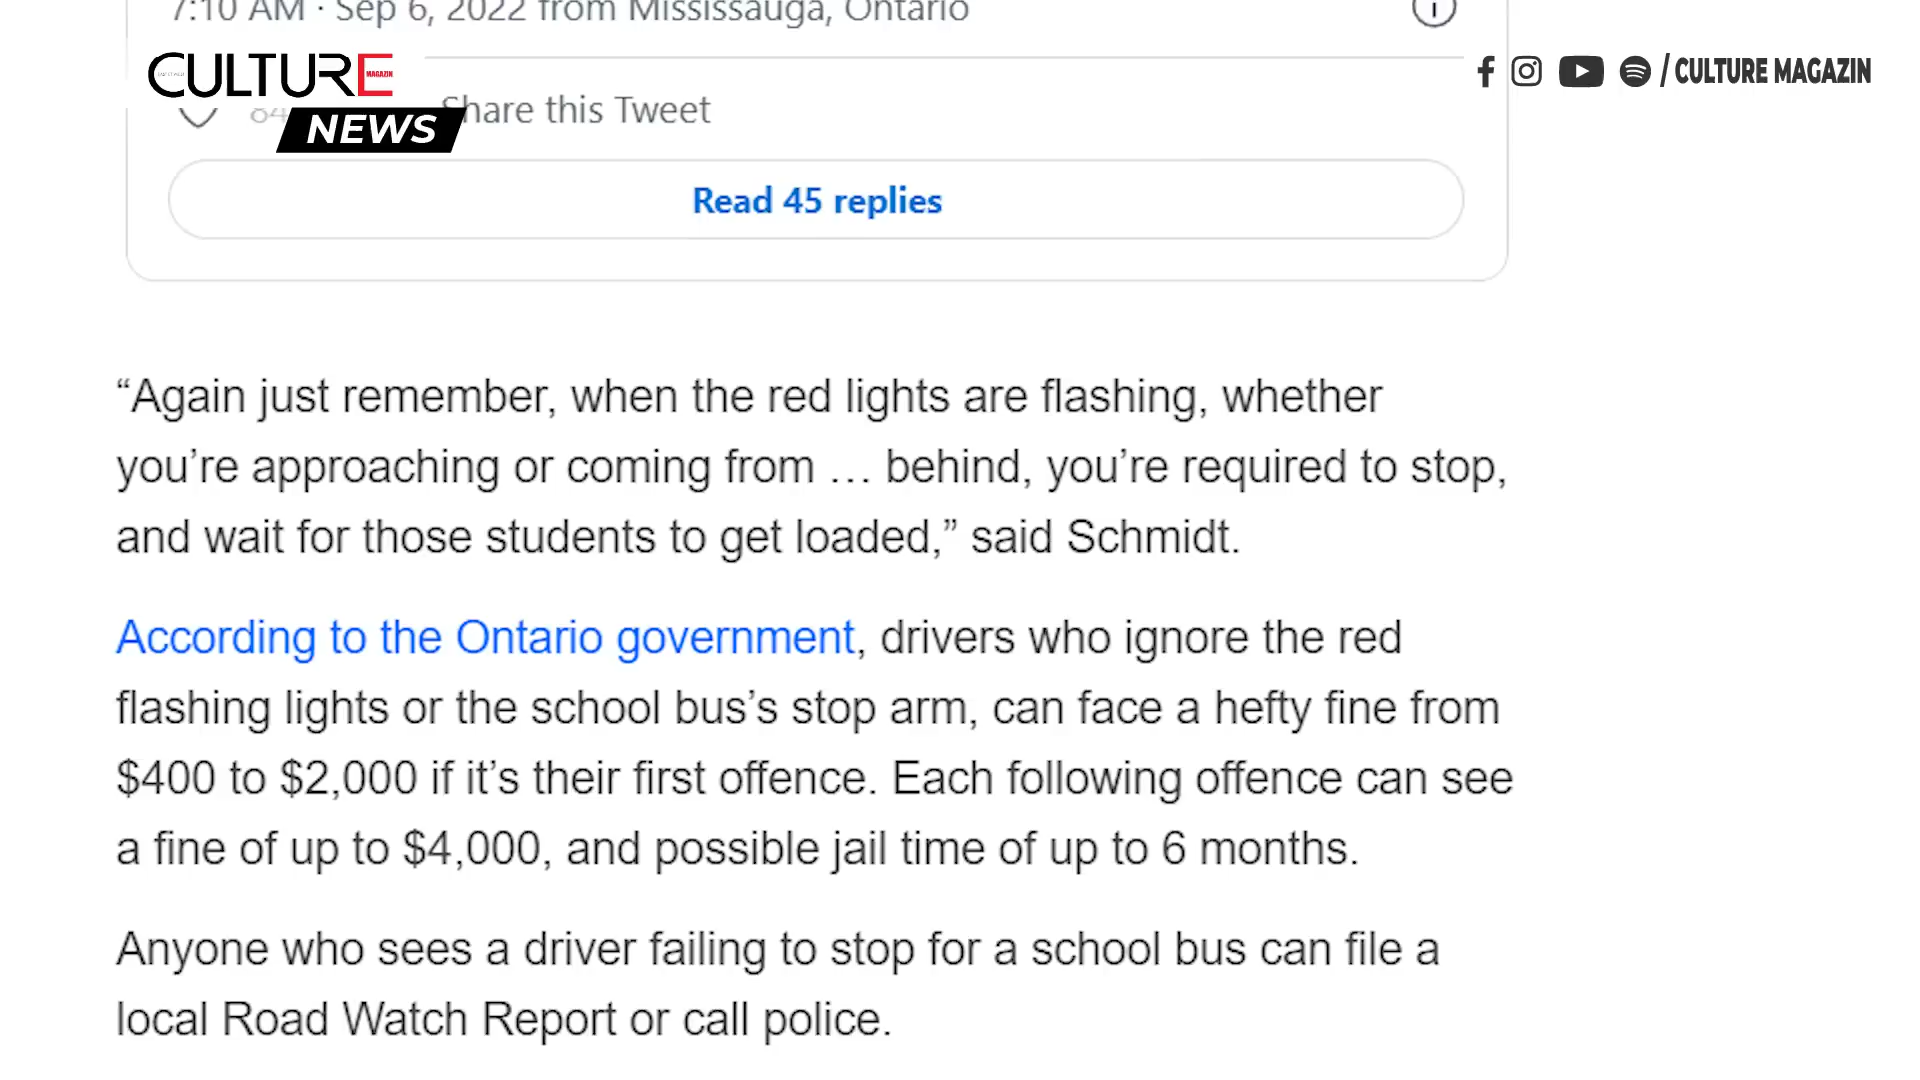 7:10 AM · Sep 6, 2022 from Mississauga, Ontario
CULTURE
MAGAZIN
NEWS
/ CULTURE MAGAZIN
84
Share this Tweet
Read 45 replies
“Again just remember, when the red lights are flashing, whether
you’re approaching or coming from … behind, you’re required to stop,
and wait for those students to get loaded,” said Schmidt.
According to the Ontario government, drivers who ignore the red
flashing lights or the school bus’s stop arm, can face a hefty fine from
$400 to $2,000 if it’s their first offence. Each following offence can see
a fine of up to $4,000, and possible jail time of up to 6 months.
Anyone who sees a driver failing to stop for a school bus can file a
local Road Watch Report or call police.